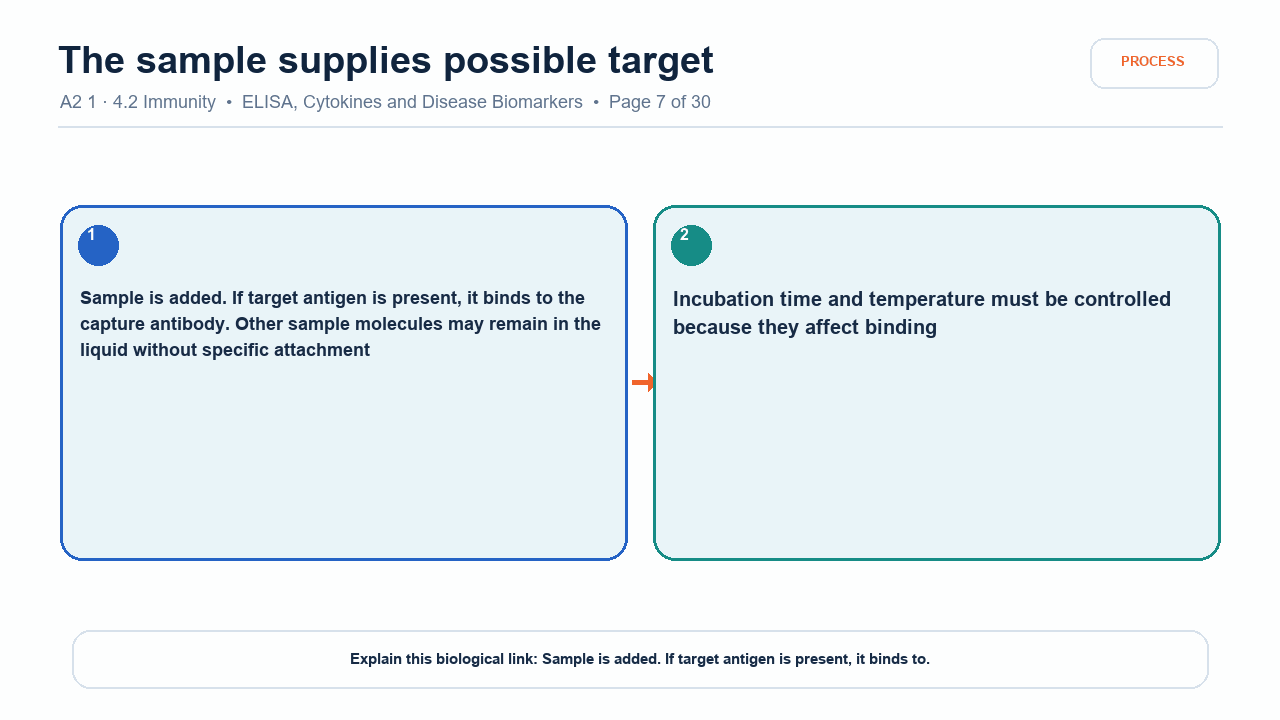 The sample supplies possible target
PROCESS
A2 1 · 4.2 Immunity • ELISA, Cytokines and Disease Biomarkers • Page 7 of 30
1
Sample is added. If target antigen is present, it binds to the
capture antibody. Other sample molecules may remain in the
liquid without specific attachment
2
Incubation time and temperature must be controlled
because they affect binding
Explain this biological link: Sample is added. If target antigen is present, it binds to.